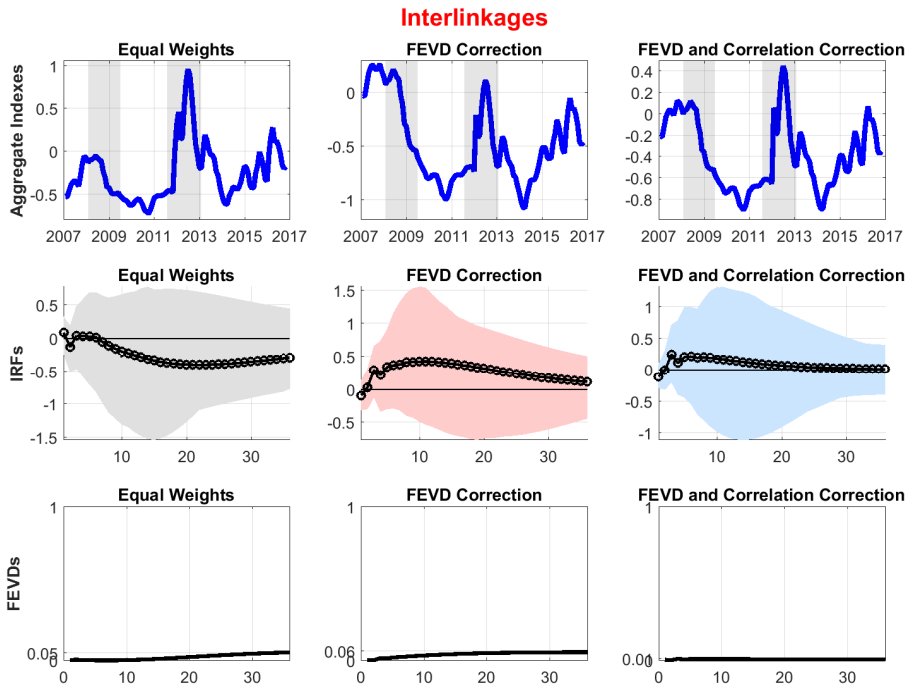 Interlinkages
Equal Weights
FEVD Correction
FEVD and Correlation Correction
Aggregate Indexes
1
0.5
0
-0.5
2007 2009 2011 2013 2015 2017
0
-0.5
-1
2007 2009 2011 2013 2015 2017
0.4
0.2
0
-0.2
-0.4
-0.6
-0.8
2007 2009 2011 2013 2015 2017
Equal Weights
FEVD Correction
FEVD and Correlation Correction
IRFs
0.5
0
-0.5
-1
-1.5
10 20 30
1.5
1
0.5
0
-0.5
10 20 30
1
0.5
0
-0.5
-1
10 20 30
Equal Weights
FEVD Correction
FEVD and Correlation Correction
FEVDs
1
0.05
0
0 10 20 30
1
0.06
0
0 10 20 30
1
0.01
0
0 10 20 30